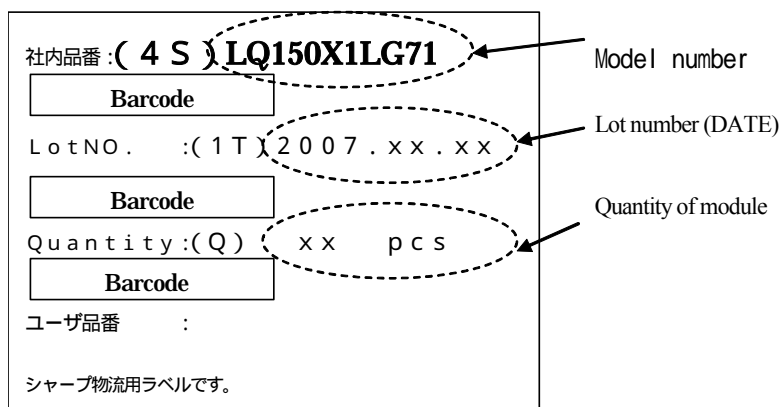 社内品番:(4S) LQ150X1LG71
Model number
Barcode
Lot number (DATE)
LotNO. :(1T) 2007.xx.xx
Barcode
Quantity of module
Quantity:(Q) xx pcs
Barcode
ユーザ品番 :
シャープ物流用ラベルです。